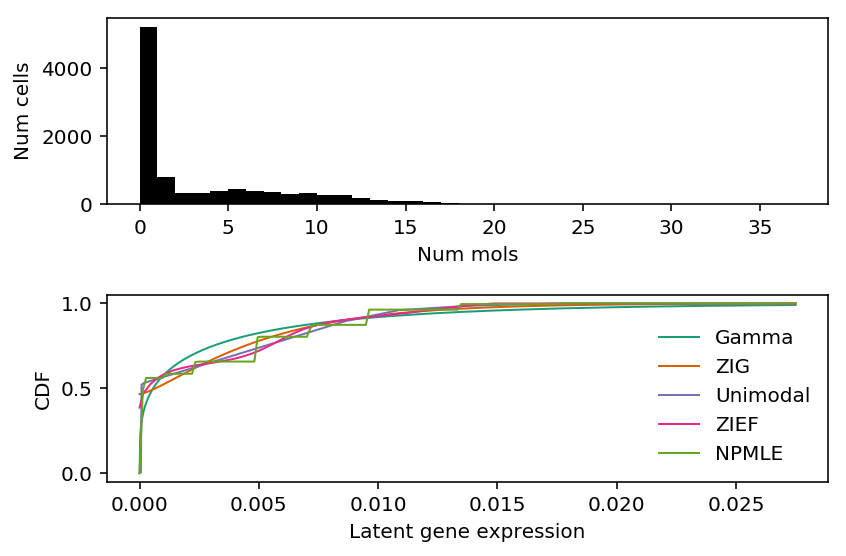 Num cells
4000
2000
0
0 5 10 15 20 25 30 35
Num mols
CDF
1.0
0.5
0.0
Gamma
ZIG
Unimodal
ZIEF
NPMLE
0.000 0.005 0.010 0.015 0.020 0.025
Latent gene expression